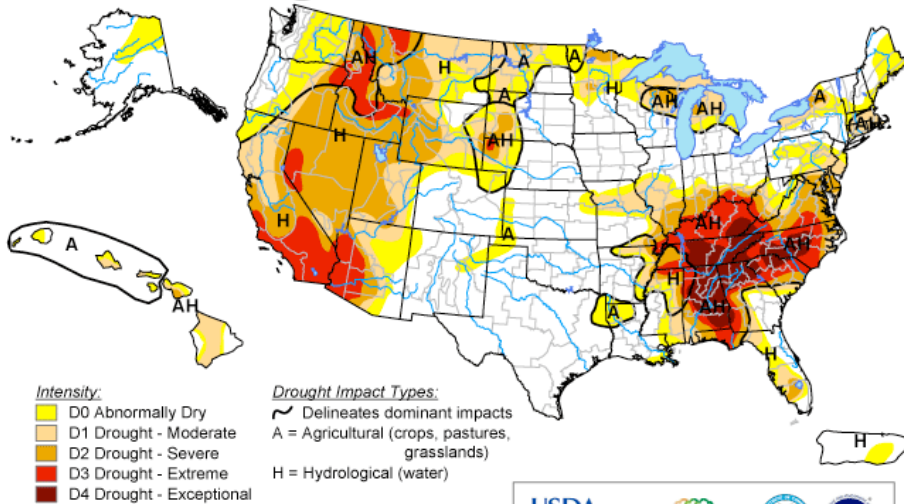 AH
H
A
A
A
H
AH
AH
A
AH
AH
H
H
A
AH
AH
H
A
AH
A
AH
H
H
Intensity:
D0 Abnormally Dry
D1 Drought - Moderate
D2 Drought - Severe
D3 Drought - Extreme
D4 Drought - Exceptional
Drought Impact Types:
Delineates dominant impacts
A = Agricultural (crops, pastures,
grasslands)
H = Hydrological (water)
USDA